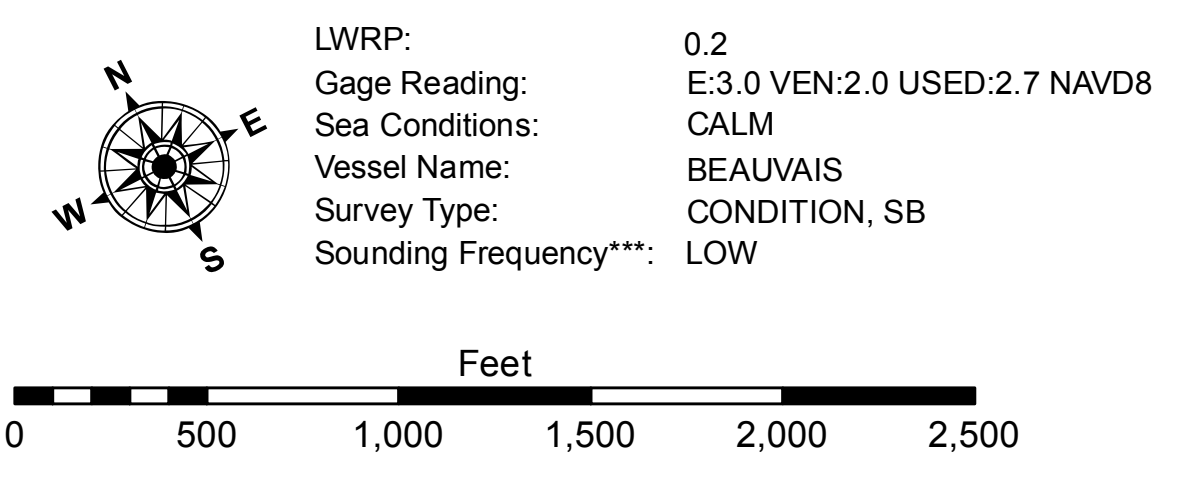 N
E
W
S
LWRP: 0.2
Gage Reading: E:3.0 VEN:2.0 USED:2.7 NAVD8
Sea Conditions: CALM
Vessel Name: BEAUVAIS
Survey Type: CONDITION, SB
Sounding Frequency***: LOW
Feet
0 500 1,000 1,500 2,000 2,500